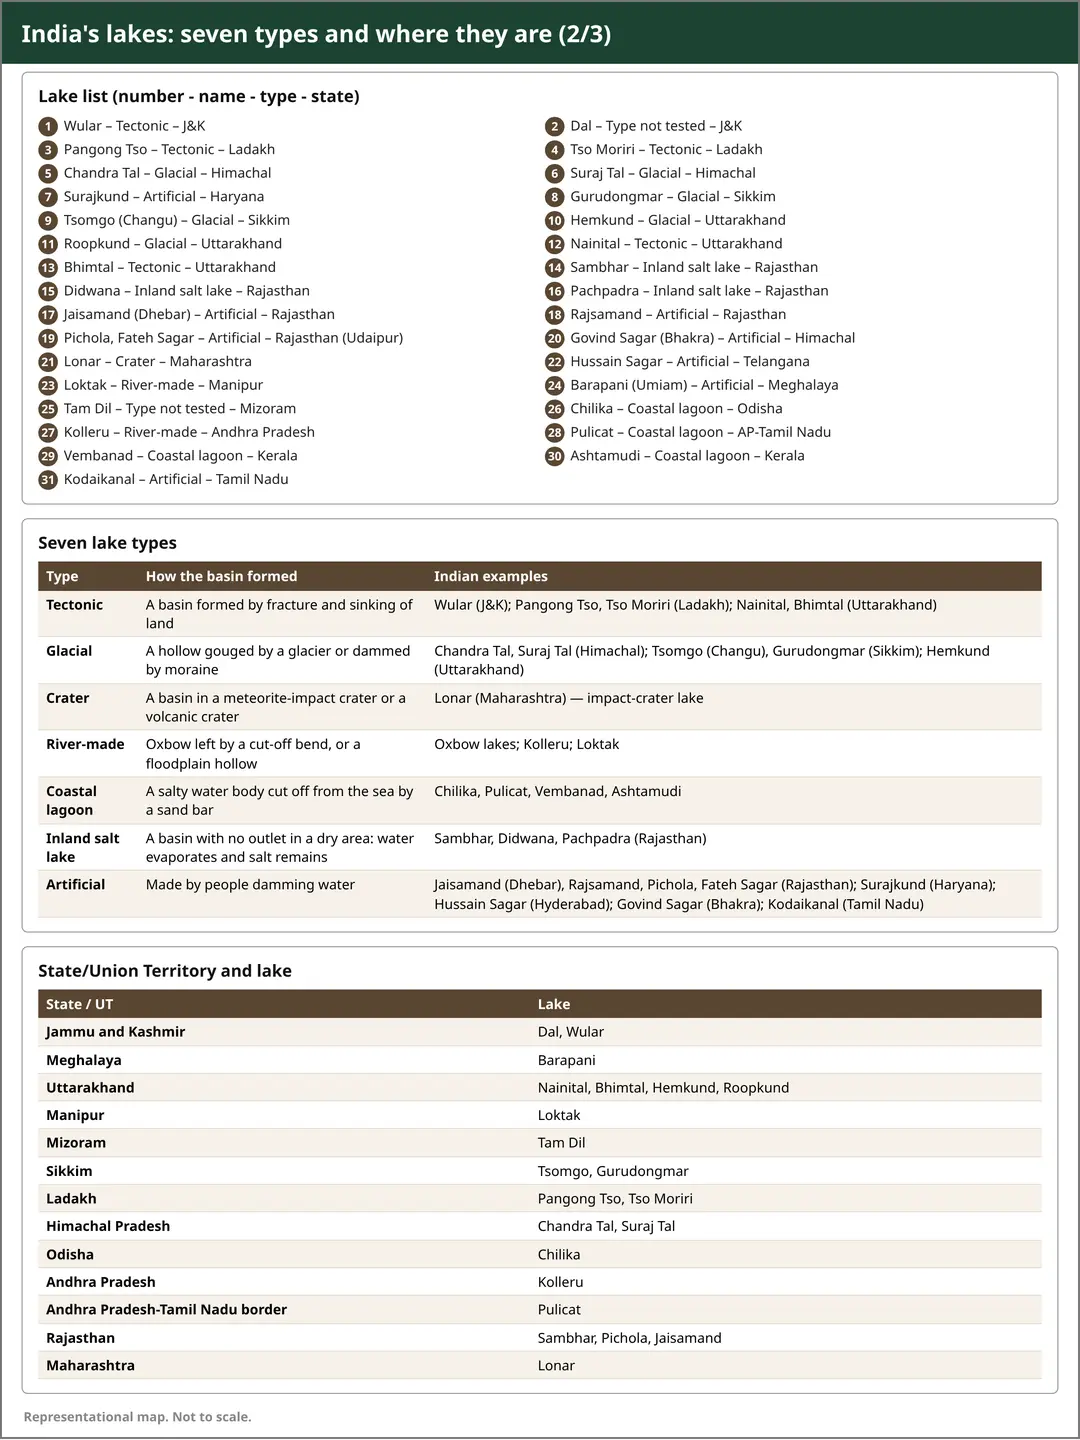 India's lakes: seven types and where they are (2/3)
Lake list (number - name - type - state)
1 Wular – Tectonic – J&K
2 Dal – Type not tested – J&K
3 Pangong Tso – Tectonic – Ladakh
4 Tso Moriri – Tectonic – Ladakh
5 Chandra Tal – Glacial – Himachal
6 Suraj Tal – Glacial – Himachal
7 Surajkund – Artificial – Haryana
8 Gurudongmar – Glacial – Sikkim
9 Tsomgo (Changu) – Glacial – Sikkim
10 Hemkund – Glacial – Uttarakhand
11 Roopkund – Glacial – Uttarakhand
12 Nainital – Tectonic – Uttarakhand
13 Bhimtal – Tectonic – Uttarakhand
14 Sambhar – Inland salt lake – Rajasthan
15 Didwana – Inland salt lake – Rajasthan
16 Pachpadra – Inland salt lake – Rajasthan
17 Jaisamand (Dhebar) – Artificial – Rajasthan
18 Rajsamand – Artificial – Rajasthan
19 Pichola, Fateh Sagar – Artificial – Rajasthan (Udaipur)
20 Govind Sagar (Bhakra) – Artificial – Himachal
21 Lonar – Crater – Maharashtra
22 Hussain Sagar – Artificial – Telangana
23 Loktak – River-made – Manipur
24 Barapani (Umiam) – Artificial – Meghalaya
25 Tam Dil – Type not tested – Mizoram
26 Chilika – Coastal lagoon – Odisha
27 Kolleru – River-made – Andhra Pradesh
28 Pulicat – Coastal lagoon – AP-Tamil Nadu
29 Vembanad – Coastal lagoon – Kerala
30 Ashtamudi – Coastal lagoon – Kerala
31 Kodaikanal – Artificial – Tamil Nadu
Seven lake types
Type How the basin formed Indian examples
Tectonic A basin formed by fracture and sinking of Wular (J&K); Pangong Tso, Tso Moriri (Ladakh); Nainital, Bhimtal (Uttarakhand)
land
Glacial A hollow gouged by a glacier or dammed Chandra Tal, Suraj Tal (Himachal); Tsomgo (Changu), Gurudongmar (Sikkim); Hemkund
by moraine (Uttarakhand)
Crater A basin in a meteorite-impact crater or a Lonar (Maharashtra) — impact-crater lake
volcanic crater
River-made Oxbow left by a cut-off bend, or a Oxbow lakes; Kolleru; Loktak
floodplain hollow
Coastal A salty water body cut off from the sea by Chilika, Pulicat, Vembanad, Ashtamudi
lagoon a sand bar
Inland salt A basin with no outlet in a dry area: water Sambhar, Didwana, Pachpadra (Rajasthan)
lake evaporates and salt remains
Artificial Made by people damming water Jaisamand (Dhebar), Rajsamand, Pichola, Fateh Sagar (Rajasthan); Surajkund (Haryana);
Hussain Sagar (Hyderabad); Govind Sagar (Bhakra); Kodaikanal (Tamil Nadu)
State/Union Territory and lake
State / UT Lake
Jammu and Kashmir Dal, Wular
Meghalaya Barapani
Uttarakhand Nainital, Bhimtal, Hemkund, Roopkund
Manipur Loktak
Mizoram Tam Dil
Sikkim Tsomgo, Gurudongmar
Ladakh Pangong Tso, Tso Moriri
Himachal Pradesh Chandra Tal, Suraj Tal
Odisha Chilika
Andhra Pradesh Kolleru
Andhra Pradesh-Tamil Nadu border Pulicat
Rajasthan Sambhar, Pichola, Jaisamand
Maharashtra Lonar
Representational map. Not to scale.